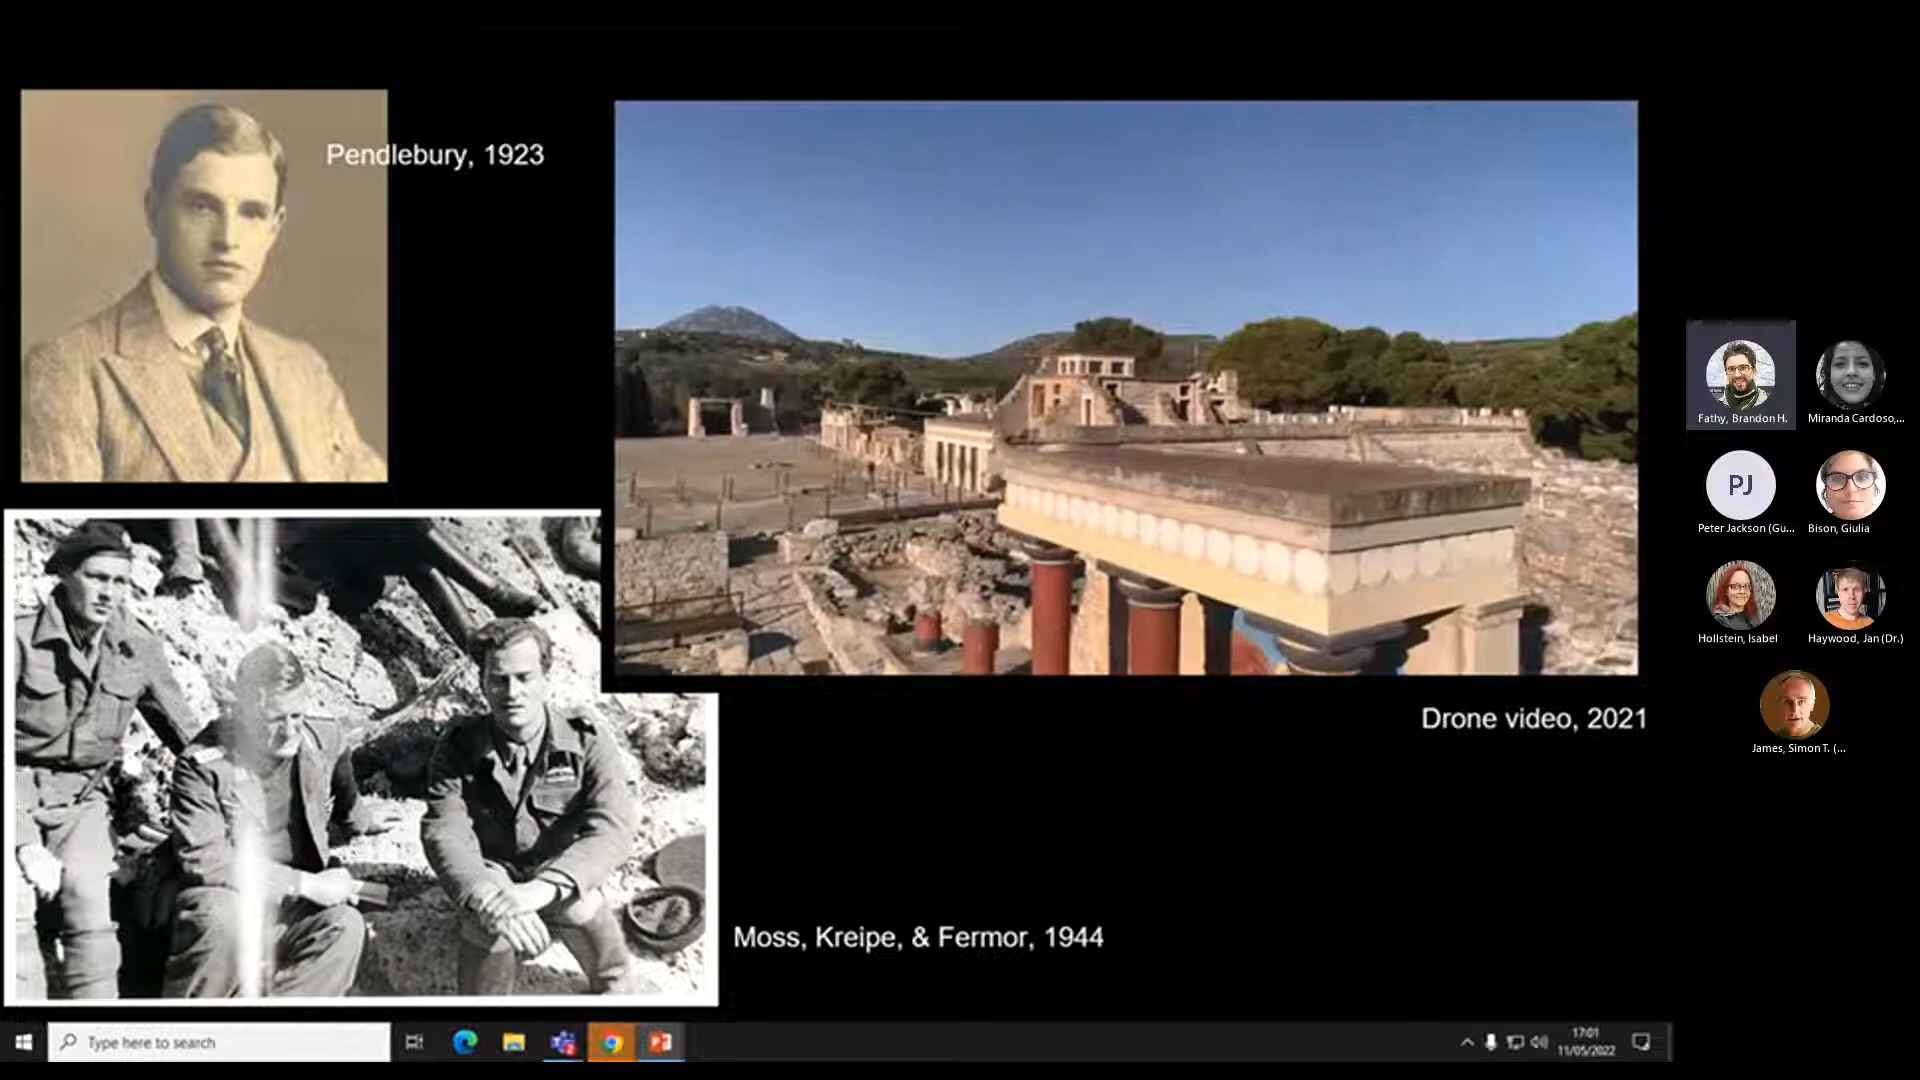 Pendlebury, 1923
Drone video, 2021
Moss, Kreipe, & Fermor, 1944
Fathy, Brandon H.
Miranda Cardoso,...
PJ
Peter Jackson (Gu...
Bison, Giulia
Hollstein, Isabel
Haywood, Jan (Dr.)
James, Simon T. (...
Type here to search
17:01
11/05/2022